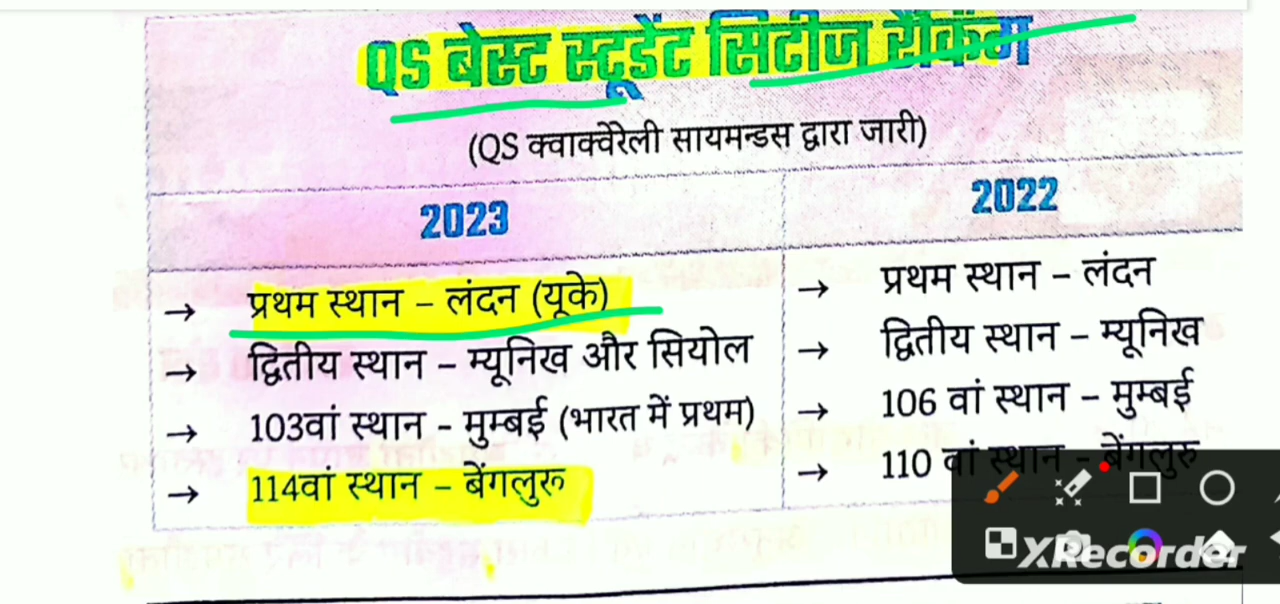 QS बेस्ट स्टूडेंट सिटीज रैंकिंग
(QS क्वाक्वेरेली सायमन्डस द्वारा जारी)
2023
→ प्रथम स्थान – लंदन (यूके)
→ द्वितीय स्थान – म्यूनिख और सियोल
→ 103वां स्थान - मुम्बई (भारत में प्रथम)
→ 114वां स्थान – बेंगलुरू
2022
→ प्रथम स्थान – लंदन
→ द्वितीय स्थान – म्यूनिख
→ 106 वां स्थान – मुम्बई
→ 110 वां स्थान - बेंगलुरु
XRecorder